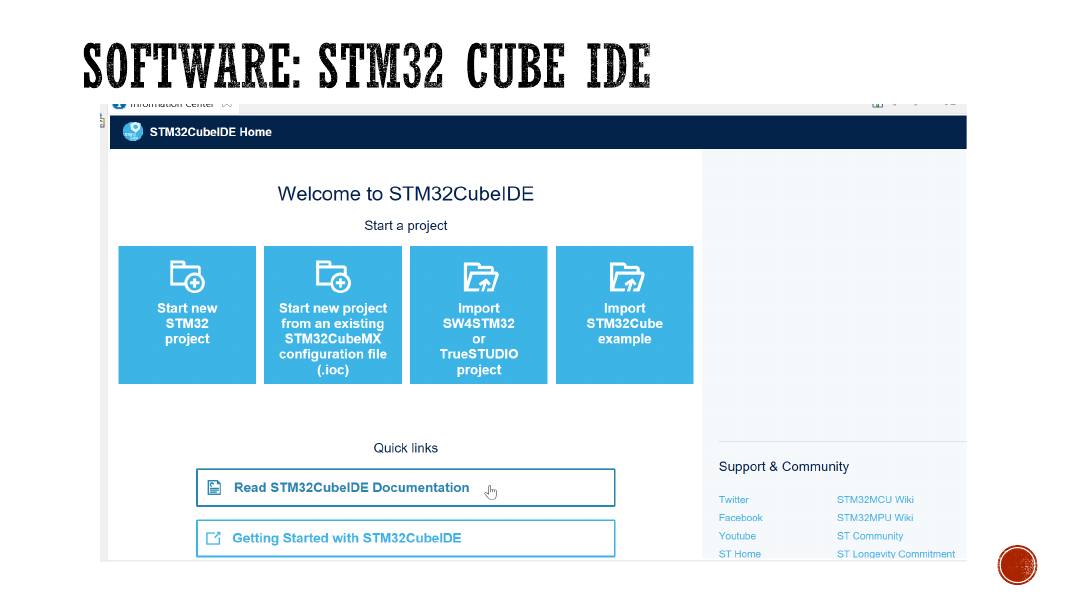 SOFTWARE: STM32 CUBE IDE
Information Center
STM32CubeIDE Home
Welcome to STM32CubeIDE
Start a project
Start new
STM32
project
Start new project
from an existing
STM32CubeMX
configuration file
(.ioc)
Import
SW4STM32
or
TrueSTUDIO
project
Import
STM32Cube
example
Quick links
Read STM32CubeIDE Documentation
Getting Started with STM32CubeIDE
Support & Community
Twitter
STM32MCU Wiki
Facebook
STM32MPU Wiki
Youtube
ST Community
ST Home
ST Longevity Commitment